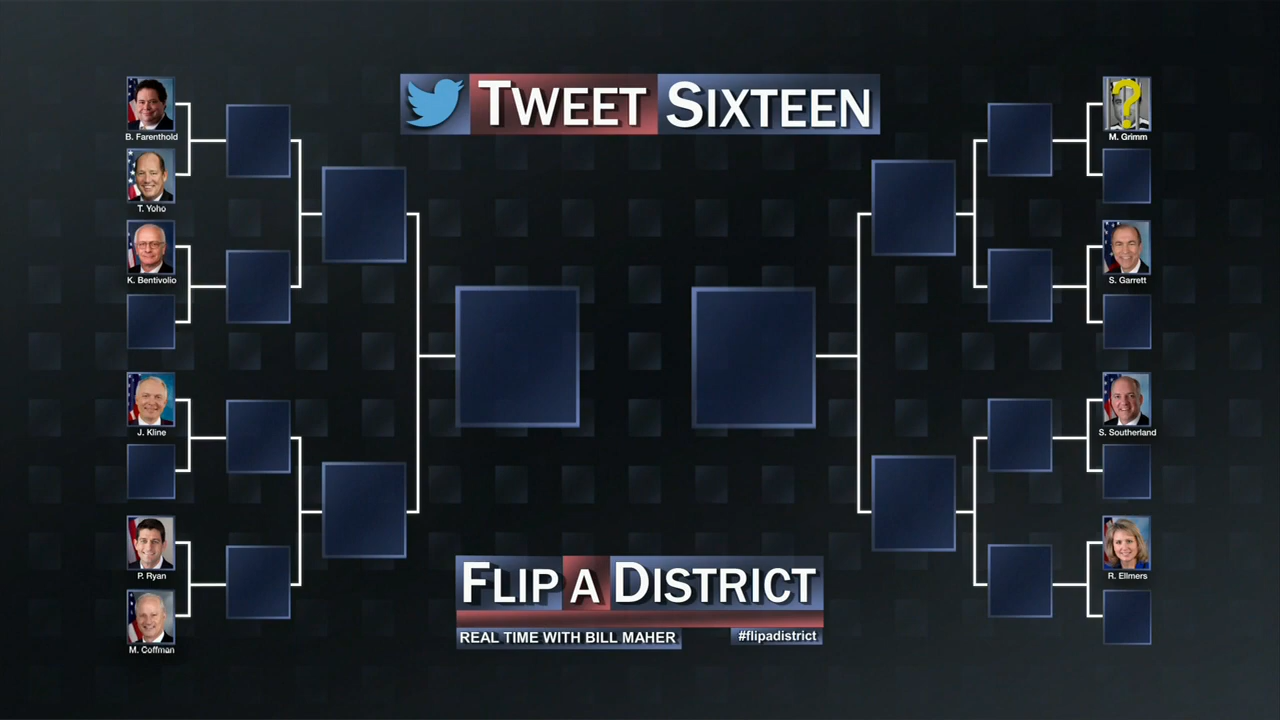 TWEET SIXTEEN
B. Farenthold
T. Yoho
K. Bentivolio
J. Kline
P. Ryan
M. Coffman
?
M. Grimm
S. Garrett
S. Southerland
R. Ellmers
FLIP A DISTRICT
REAL TIME WITH BILL MAHER
#flipadistrict